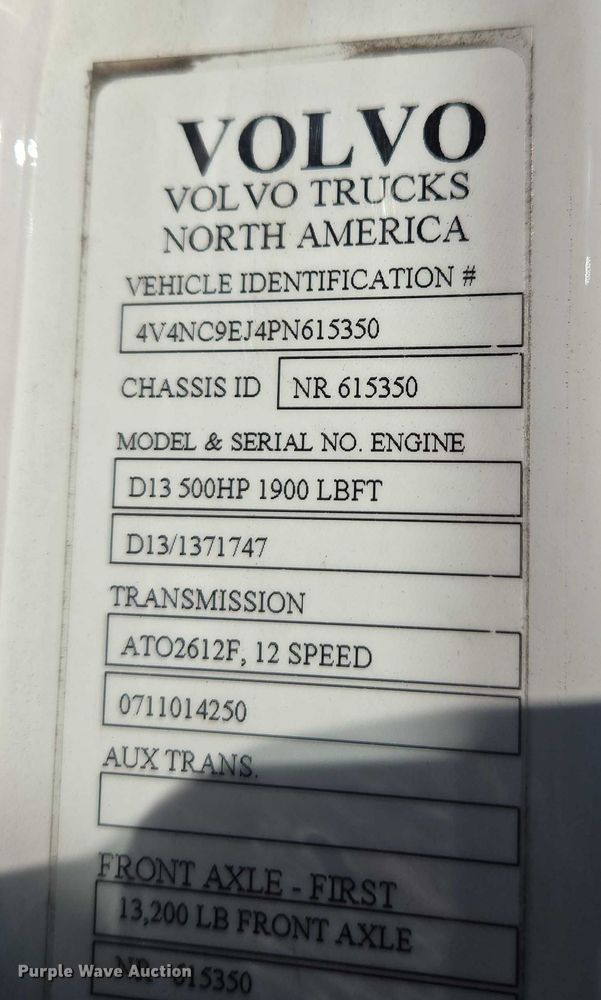 VOLVO
VOLVO TRUCKS
NORTH AMERICA
VEHICLE IDENTIFICATION #
4V4NC9EJ4PN615350
CHASSIS ID NR 615350
MODEL & SERIAL NO. ENGINE
D13 500HP 1900 LBFT
D13/1371747
TRANSMISSION
ATO2612F, 12 SPEED
0711014250
AUX TRANS.
FRONT AXLE - FIRST
13,200 LB FRONT AXLE
NR 615350
Purple Wave Auction